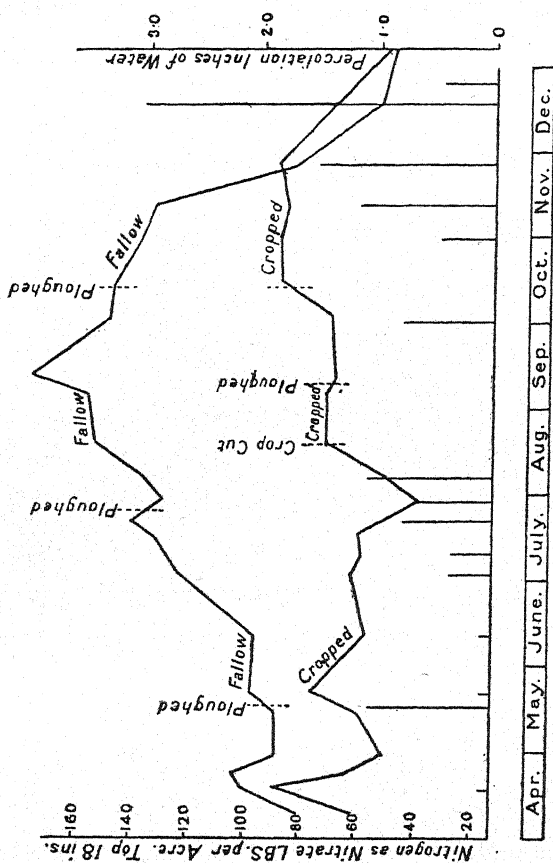 Percolation Inches of Water
3.0
2.0
1.0
0
Nitrogen as Nitrate LBS. per Acre. Top 18 ins.
160
140
120
100
80
60
40
20
Fallow
Ploughed
Fallow
Ploughed
Fallow
Ploughed
Cropped
Crop Cut
Cropped
Ploughed
Cropped
Apr. May. June. July. Aug. Sep. Oct. Nov. Dec.